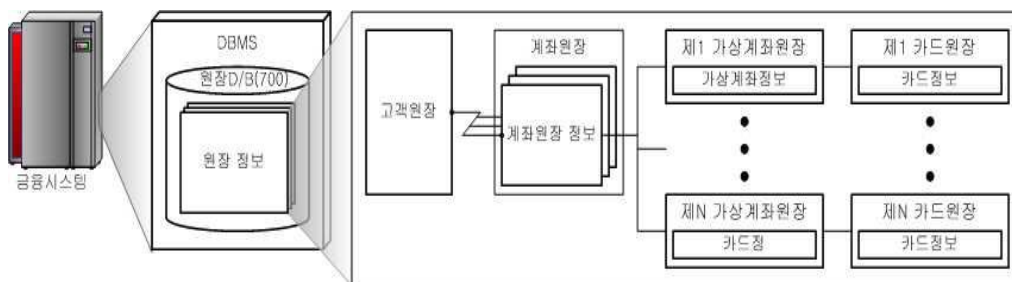 금융시스템
DBMS
원장D/B(700)
원장 정보
고객원장
계좌원장
계좌원장 정보
제1 가상계좌원장
가상계좌정보
제1 카드원장
카드정보
제N 가상계좌원장
카드점
제N 카드원장
카드정보